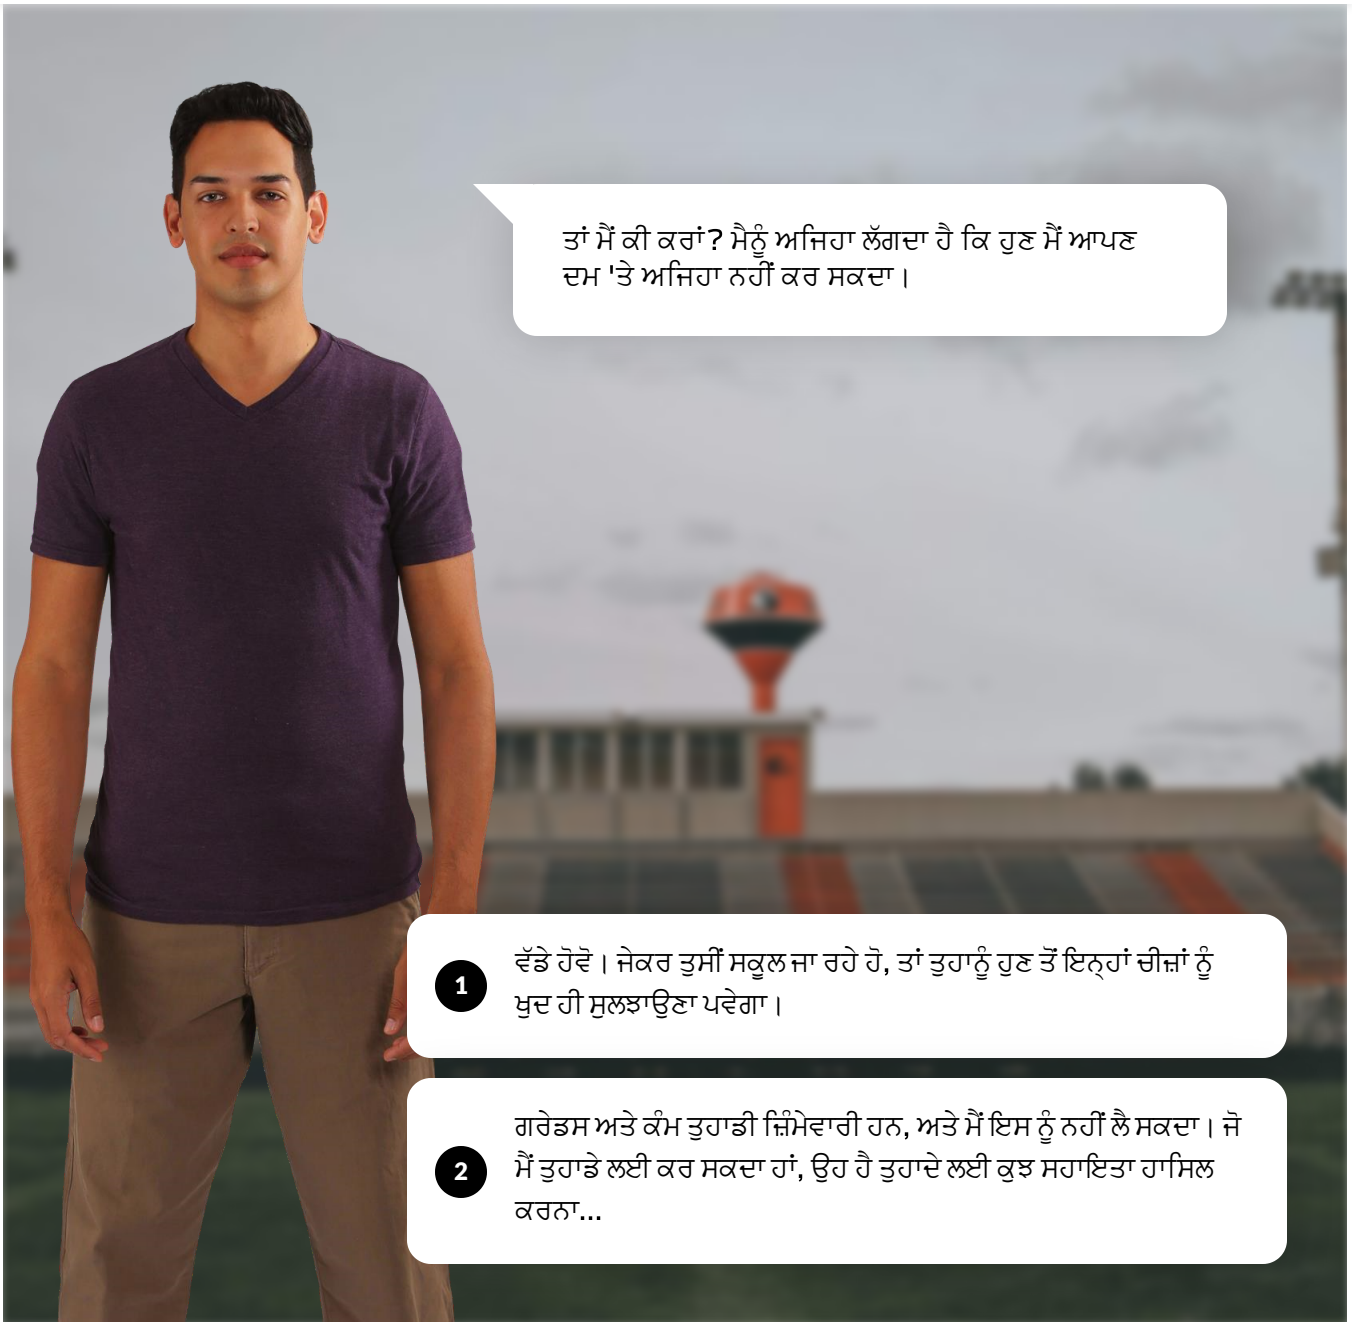 ਤਾਂ ਮੈਂ ਕੀ ਕਰਾਂ? ਮੈਨੂੰ ਅਜਿਹਾ ਲੱਗਦਾ ਹੈ ਕਿ ਹੁਣ ਮੈਂ ਆਪਣ
ਦਮ 'ਤੇ ਅਜਿਹਾ ਨਹੀਂ ਕਰ ਸਕਦਾ।
1 ਵੱਡੇ ਹੋਵੋ। ਜੇਕਰ ਤੁਸੀਂ ਸਕੂਲ ਜਾ ਰਹੇ ਹੋ, ਤਾਂ ਤੁਹਾਨੂੰ ਹੁਣ ਤੋਂ ਇਨ੍ਹਾਂ ਚੀਜ਼ਾਂ ਨੂੰ
ਖੁਦ ਹੀ ਸੁਲਝਾਉਣਾ ਪਵੇਗਾ।
2 ਗਰੇਡਸ ਅਤੇ ਕੰਮ ਤੁਹਾਡੀ ਜ਼ਿੰਮੇਵਾਰੀ ਹਨ, ਅਤੇ ਮੈਂ ਇਸ ਨੂੰ ਨਹੀਂ ਲੈ ਸਕਦਾ। ਜੋ
ਮੈਂ ਤੁਹਾਡੇ ਲਈ ਕਰ ਸਕਦਾ ਹਾਂ, ਉਹ ਹੈ ਤੁਹਾਦੇ ਲਈ ਕੁਝ ਸਹਾਇਤਾ ਹਾਸਿਲ
ਕਰਨਾ...